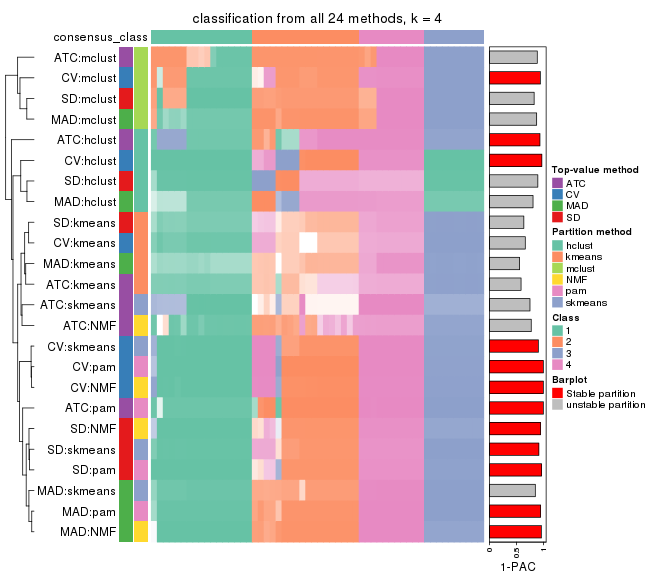 classification from all 24 methods, k = 4
consensus_class
ATC:mclust
CV:mclust
SD:mclust
MAD:mclust
ATC:hclust
CV:hclust
SD:hclust
MAD:hclust
SD:kmeans
CV:kmeans
MAD:kmeans
ATC:kmeans
ATC:skmeans
ATC:NMF
CV:skmeans
CV:pam
CV:NMF
ATC:pam
SD:NMF
SD:skmeans
SD:pam
MAD:skmeans
MAD:pam
MAD:NMF
0
0.5
1
1-PAC
Top-value method
ATC
CV
MAD
SD
Partition method
hclust
kmeans
mclust
NMF
pam
skmeans
Class
1
2
3
4
Barplot
Stable partition
unstable partition